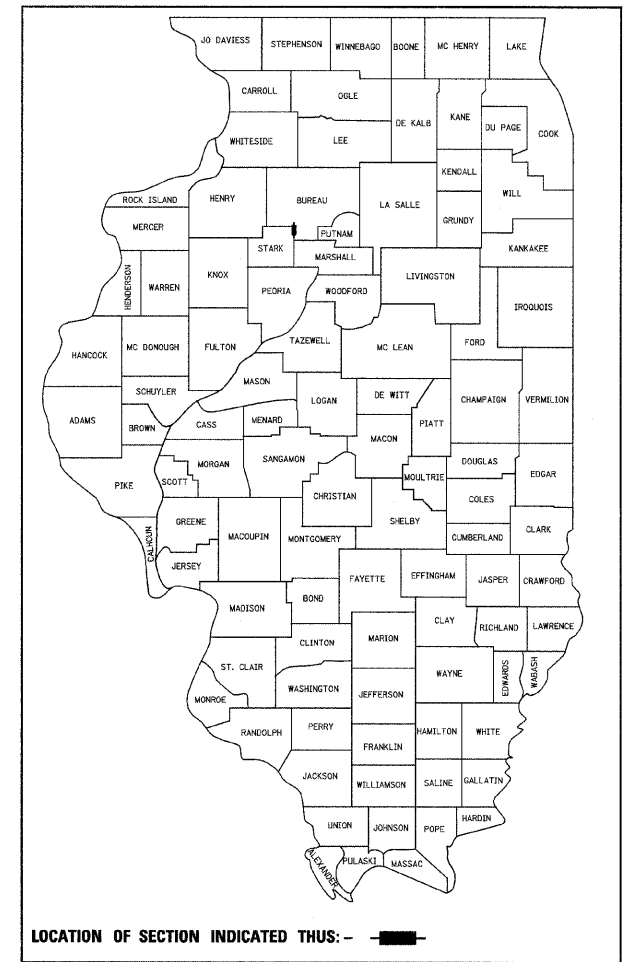 JO DAVIESS
STEPHENSON
WINNEBAGO
BOONE
MC HENRY
LAKE
CARROLL
OGLE
DE KALB
KANE
DU PAGE
COOK
WHITESIDE
LEE
KENDALL
WILL
ROCK ISLAND
HENRY
BUREAU
LA SALLE
GRUNDY
MERCER
PUTNAM
STARK
MARSHALL
KANKAKEE
HENDERSON
WARREN
KNOX
PEORIA
WOODFORD
LIVINGSTON
IROQUOIS
HANCOCK
MC DONOUGH
FULTON
TAZEWELL
MC LEAN
FORD
SCHUYLER
MASON
LOGAN
DE WITT
CHAMPAIGN
VERMILION
ADAMS
BROWN
CASS
MENARD
PIATT
MACON
PIKE
SCOTT
MORGAN
SANGAMON
CHRISTIAN
MOULTRIE
DOUGLAS
EDGAR
COLES
CALHOUN
GREENE
MACOUPIN
MONTGOMERY
SHELBY
CUMBERLAND
CLARK
JERSEY
FAYETTE
EFFINGHAM
JASPER
CRAWFORD
MADISON
BOND
CLAY
RICHLAND
LAWRENCE
CLINTON
MARION
ST. CLAIR
WAYNE
EDWARDS
WABASH
WASHINGTON
JEFFERSON
MONROE
RANDOLPH
PERRY
HAMILTON
WHITE
FRANKLIN
JACKSON
WILLIAMSON
SALINE
GALLATIN
UNION
JOHNSON
POPE
HARDIN
ALEXANDER
PULASKI
MASSAC
LOCATION OF SECTION INDICATED THUS: -